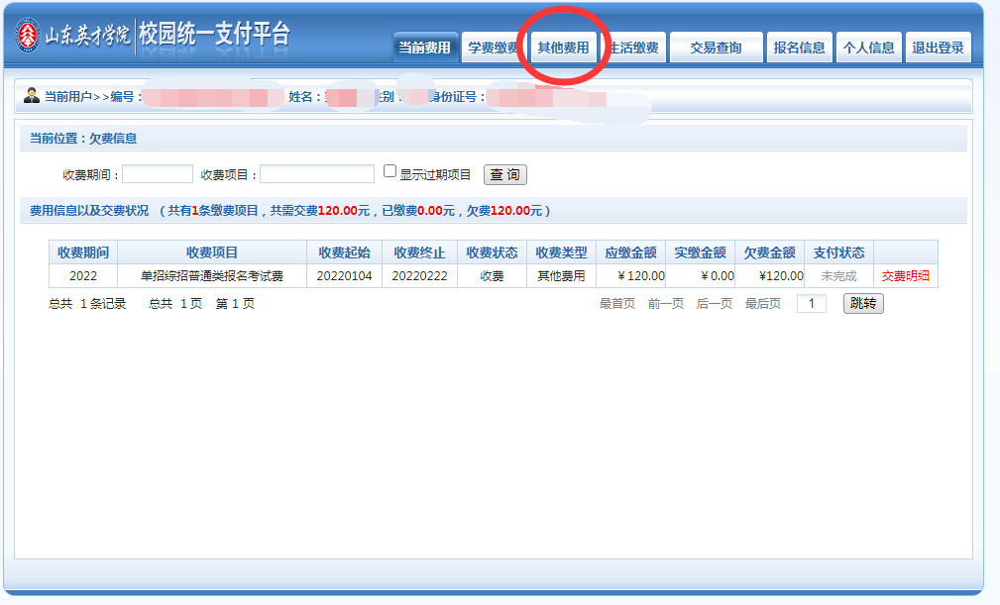 山东英才学院 校园统一支付平台
当前费用 学费缴费 其他费用 生活缴费 交易查询 报名信息 个人信息 退出登录
当前用户>>编号: 姓名: 别: 身份证号:
当前位置:欠费信息
收费期间: 收费项目: 显示过期项目 查 询
费用信息以及交费状况 (共有1条缴费项目,共需交费120.00元,已缴费0.00元,欠费120.00元)
收费期间 收费项目 收费起始 收费终止 收费状态 收费类型 应缴金额 实缴金额 欠费金额 支付状态
2022 单招综招普通类报名考试费 20220104 20220222 收费 其他费用 ¥120.00 ¥0.00 ¥120.00 未完成 交费明细
总共 1 条记录 总共 1 页 第 1 页 最首页 前一页 后一页 最后页 1 跳转